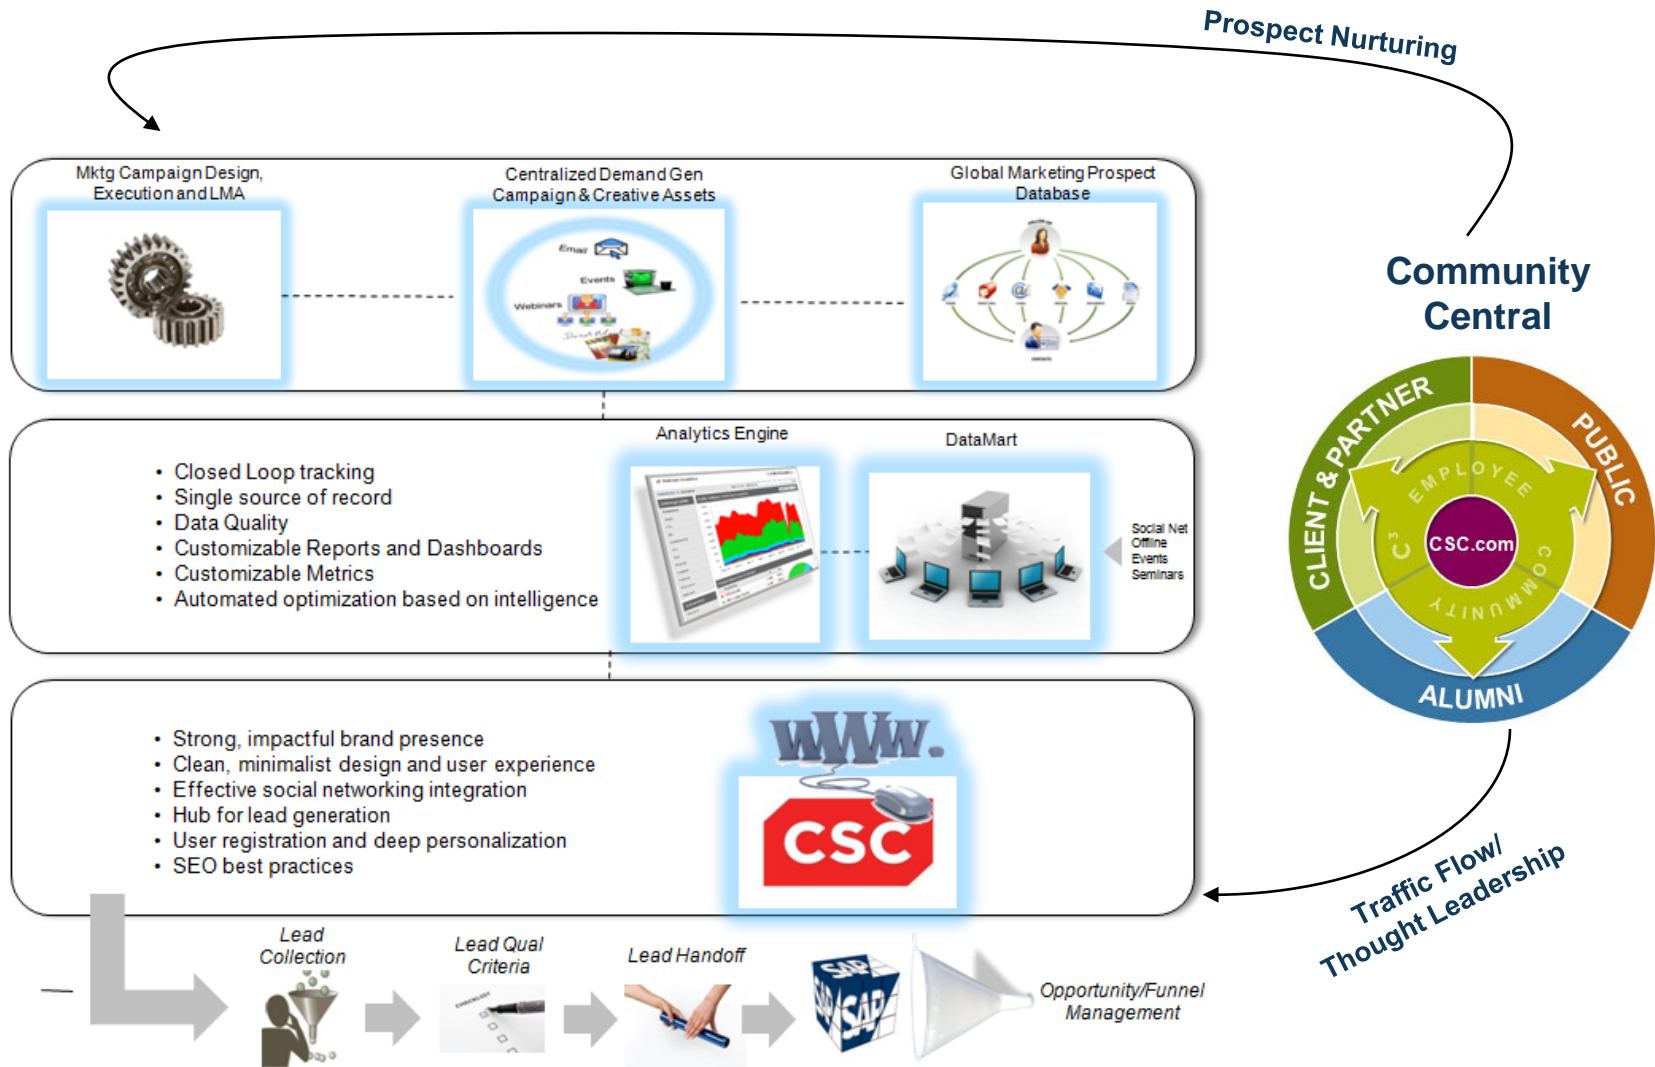 Prospect Nurturing
Mktg Campaign Design,
Execution and LMA
Centralized Demand Gen
Campaign & Creative Assets
Global Marketing Prospect
Database
Email
Events
Webinars
Community
Central
CLIENT & PARTNER
PUBLIC
ALUMNI
EMPLOYEE
COMMUNITY
C³
CSC.com
Analytics Engine
DataMart
• Closed Loop tracking
• Single source of record
• Data Quality
• Customizable Reports and Dashboards
• Customizable Metrics
• Automated optimization based on intelligence
Social Net
Offline
Events
Seminars
www.
CSC
• Strong, impactful brand presence
• Clean, minimalist design and user experience
• Effective social networking integration
• Hub for lead generation
• User registration and deep personalization
• SEO best practices
Traffic Flow/
Thought Leadership
Lead
Collection
Lead Qual
Criteria
CHECKLIST
Lead Handoff
SAP
SAP
Opportunity/Funnel
Management